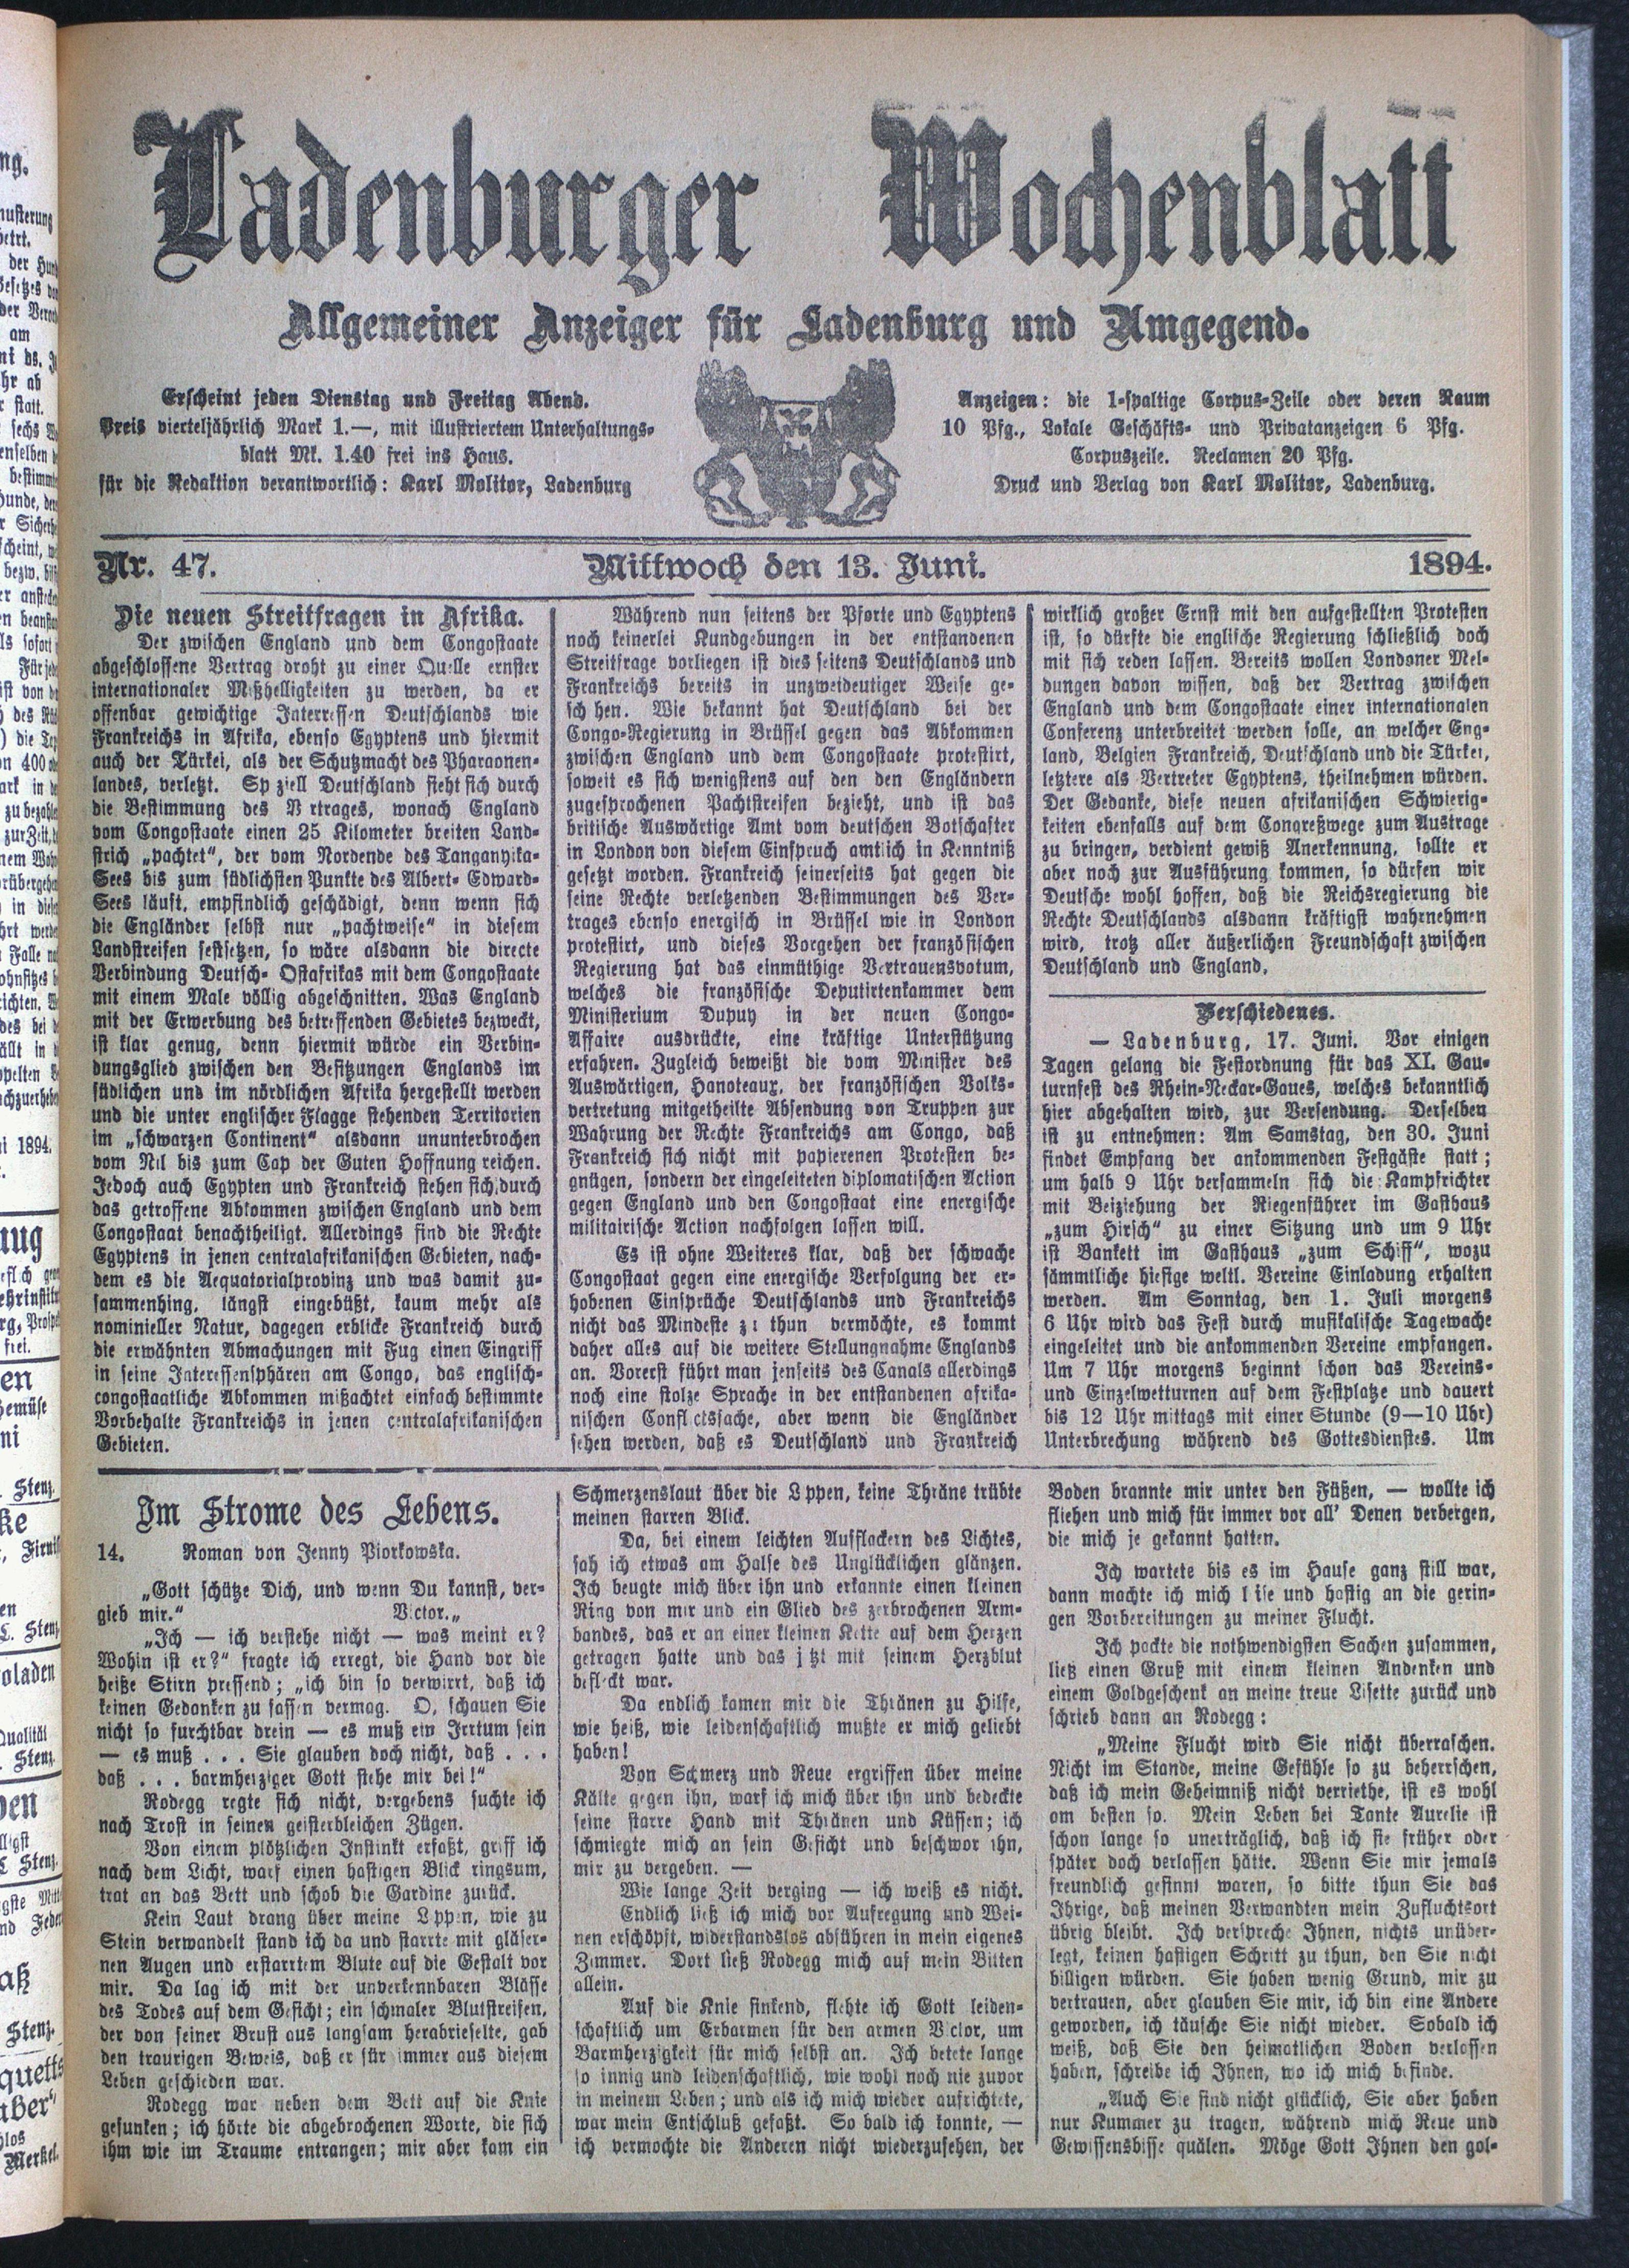 Ladenburger Wochenblatt
Allgemeiner Anzeiger für Ladenburg und Umgegend.
Erscheint jeden Dienstag und Freitag Abend.
Preis vierteljährlich Mark 1.—, mit illustriertem Unterhaltungs-
blatt Mk. 1.40 frei ins Haus.
für die Redaktion verantwortlich: Karl Molitor, Ladenburg
Anzeigen: die 1-spaltige Corpus-Zeile oder deren Raum
10 Pfg., Lokale Geschäfts- und Privatanzeigen 6 Pfg.
Corpuszeile. Reclamen 20 Pfg.
Druck und Verlag von Karl Molitor, Ladenburg.
Nr. 47.
Mittwoch den 13. Juni.
1894.
Die neuen Streitfragen in Afrika.
Der zwischen England und dem Congostaate
abgeschlossene Vertrag droht zu einer Quelle ernster
internationaler Mißhelligkeiten zu werden, da er
offenbar gewichtige Interressen Deutschlands wie
Frankreichs in Afrika, ebenso Egyptens und hiermit
auch der Türkei, als der Schutzmacht des Pharaonen-
landes, verletzt. Sp ziell Deutschland sieht sich durch
die Bestimmung des V rtrages, wonach England
vom Congostaate einen 25 Kilometer breiten Land-
strich „pachtet“, der vom Nordende des Tanganyika-
Sees bis zum südlichsten Punkte des Albert- Edward-
Sees läuft, empfindlich geschädigt, denn wenn sich
die Engländer selbst nur „pachtweise“ in diesem
Landstreifen festsetzen, so wäre alsdann die directe
Verbindung Deutsch- Ostafrikas mit dem Congostaate
mit einem Male völlig abgeschnitten. Was England
mit der Erwerbung des betreffenden Gebietes bezweckt,
ist klar genug, denn hiermit würde ein Verbin-
dungsglied zwischen den Besitzungen Englands im
südlichen und im nördlichen Afrika hergestellt werden
und die unter englischer Flagge stehenden Territorien
im „schwarzen Continent“ alsdann ununterbrochen
vom Nil bis zum Cap der Guten Hoffnung reichen.
Jedoch auch Egypten und Frankreich stehen sich durch
das getroffene Abkommen zwischen England und dem
Congostaat benachtheiligt. Allerdings sind die Rechte
Egyptens in jenen centralafrikanischen Gebieten, nach-
dem es die Aequatorialprovinz und was damit zu-
sammenhing, längst eingebüßt, kaum mehr als
nominieller Natur, dagegen erblicke Frankreich durch
die erwähnten Abmachungen mit Fug einen Eingriff
in seine Interessensphären am Congo, das englisch-
congostaatliche Abkommen mißachtet einfach bestimmte
Vorbehalte Frankreichs in jenen centralafrikanischen
Gebieten.
Während nun seitens der Pforte und Egyptens
noch keinerlei Kundgebungen in der entstandenen
Streitfrage vorliegen ist dies seitens Deutschlands und
Frankreichs bereits in unzweideutiger Weise ge-
sch hen. Wie bekannt hat Deutschland bei der
Congo-Regierung in Brüssel gegen das Abkommen
zwischen England und dem Congostaate protestirt,
soweit es sich wenigstens auf den den Engländern
zugesprochenen Pachtstreifen bezieht, und ist das
britische Auswärtige Amt vom deutschen Botschafter
in London von diesem Einspruch amtlich in Kenntniß
gesetzt worden. Frankreich seinerseits hat gegen die
seine Rechte verletzenden Bestimmungen des Ver-
trages ebenso energisch in Brüssel wie in London
protestirt, und dieses Vorgehen der französischen
Regierung hat das einmüthige Vertrauensvotum,
welches die französische Deputirtenkammer dem
Ministerium Dupuy in der neuen Congo-
Affaire ausdrückte, eine kräftige Unterstützung
erfahren. Zugleich beweißt die vom Minister des
Auswärtigen, Hanoteaux, der französischen Volks-
vertretung mitgetheilte Absendung von Truppen zur
Wahrung der Rechte Frankreichs am Congo, daß
Frankreich sich nicht mit papierenen Protesten be-
gnügen, sondern der eingeleiteten diplomatischen Action
gegen England und den Congostaat eine energische
militairische Action nachfolgen lassen will.
Es ist ohne Weiteres klar, daß der schwache
Congostaat gegen eine energische Verfolgung der er-
hobenen Einsprüche Deutschlands und Frankreichs
nicht das Mindeste z: thun vermöchte, es kommt
daher alles auf die weitere Stellungnahme Englands
an. Vorerst führt man jenseits des Canals allerdings
noch eine stolze Sprache in der entstandenen afrika-
nischen Confl ctssache, aber wenn die Engländer
sehen werden, daß es Deutschland und Frankreich
wirklich großer Ernst mit den aufgestellten Protesten
ist, so dürfte die englische Regierung schließlich doch
mit sich reden lassen. Bereits wollen Londoner Mel-
dungen davon wissen, daß der Vertrag zwischen
England und dem Congostaate einer internationalen
Conferenz unterbreitet werden solle, an welcher Eng-
land, Belgien Frankreich, Deutschland und die Türkei,
letztere als Vertreter Egyptens, theilnehmen würden.
Der Gedanke, diese neuen afrikanischen Schwierig-
keiten ebenfalls auf dem Congreßwege zum Austrage
zu bringen, verdient gewiß Anerkennung, sollte er
aber noch zur Ausführung kommen, so dürfen wir
Deutsche wohl hoffen, daß die Reichsregierung die
Rechte Deutschlands alsdann kräftigst wahrnehmen
wird, trotz aller äußerlichen Freundschaft zwischen
Deutschland und England.
Verschiedenes.
— Ladenburg, 17. Juni. Vor einigen
Tagen gelang die Festordnung für das XI. Gau-
turnfest des Rhein-Neckar-Gaues, welches bekanntlich
hier abgehalten wird, zur Versendung. Derselben
ist zu entnehmen: Am Samstag, den 30. Juni
findet Empfang der ankommenden Festgäste statt;
um halb 9 Uhr versammeln sich die Kampfrichter
mit Beiziehung der Riegenführer im Gasthaus
„zum Hirsch“ zu einer Sitzung und um 9 Uhr
ist Bankett im Gasthaus „zum Schiff“, wozu
sämmtliche hiesige weltl. Vereine Einladung erhalten
werden. Am Sonntag, den 1. Juli morgens
6 Uhr wird das Fest durch musikalische Tagewache
eingeleitet und die ankommenden Vereine empfangen.
Um 7 Uhr morgens beginnt schon das Vereins-
und Einzelwetturnen auf dem Festplatze und dauert
bis 12 Uhr mittags mit einer Stunde (9—10 Uhr)
Unterbrechung während des Gottesdienstes. Um
Im Strome des Lebens.
14. Roman von Jenny Piorkowska.
„Gott schütze Dich, und wenn Du kannst, ver-
gieb mir.“ Victor.„
„Ich — ich verstehe nicht — was meint er?
Wohin ist er?“ fragte ich erregt, die Hand vor die
heiße Stirn pressend; „ich bin so verwirrt, daß ich
keinen Gedanken zu fassen vermag. O, schauen Sie
nicht so furchtbar drein — es muß ein Irrtum sein
— es muß . . . Sie glauben doch nicht, daß . . .
daß . . . barmherziger Gott stehe mir bei!“
Rodegg regte sich nicht, vergebens suchte ich
nach Trost in seinen geisterbleichen Zügen.
Von einem plötzlichen Instinkt erfaßt, griff ich
nach dem Licht, warf einen hastigen Blick ringsum,
trat an das Bett und schob die Gardine zurück.
Kein Laut drang über meine L ppen, wie zu
Stein verwandelt stand ich da und starrte mit gläser-
nen Augen und erstarrtem Blute auf die Gestalt vor
mir. Da lag ich mit der unverkennbaren Blässe
des Todes auf dem Gesicht; ein schmaler Blutstreifen,
der von seiner Brust aus langsam herabrieselte, gab
den traurigen Beweis, daß er für immer aus diesem
Leben geschieden war.
Rodegg war neben dem Bett auf die Knie
gesunken; ich hörte die abgebrochenen Worte, die sich
ihm wie im Traume entrangen; mir aber kam ein
Schmerzenslaut über die L ppen, keine Thräne trübte
meinen starren Blick.
Da, bei einem leichten Aufflackern des Lichtes,
sah ich etwas am Halse des Unglücklichen glänzen.
Ich beugte mich über ihn und erkannte einen kleinen
Ring von mir und ein Glied des zerbrochenen Arm-
bandes, das er an einer kleinen Kette auf dem Herzen
getragen hatte und das j tzt mit seinem Herzblut
befleckt war.
Da endlich kamen mir die Thränen zu Hilfe,
wie heiß, wie leidenschaftlich mußte er mich geliebt
haben!
Von Schmerz und Reue ergriffen über meine
Kälte gegen ihn, warf ich mich über ihn und bedeckte
seine starre Hand mit Thränen und Küssen; ich
schmiegte mich an sein Gesicht und beschwor ihn,
mir zu vergeben. —
Wie lange Zeit verging — ich weiß es nicht.
Endlich ließ ich mich vor Aufregung und Wei-
nen erschöpft, widerstandslos abführen in mein eigenes
Zimmer. Dort ließ Rodegg mich auf mein Bitten
allein.
Auf die Knie sinkend, flehte ich Gott leiden-
schaftlich um Erbarmen für den armen Victor, um
Barmherzigkeit für mich selbst an. Ich betete lange
so innig und leidenschaftlich, wie wohl noch nie zuvor
in meinem Leben; und als ich mich wieder aufrichtete,
war mein Entschluß gefaßt. So bald ich konnte, —
ich vermochte die Anderen nicht wiederzusehen, der
Boden brannte mir unter den Füßen, — wollte ich
fliehen und mich für immer vor all' Denen verbergen,
die mich je gekannt hatten.
Ich wartete bis es im Hause ganz still war,
dann machte ich mich l ise und hastig an die gerin-
gen Vorbereitungen zu meiner Flucht.
Ich packte die nothwendigsten Sachen zusammen,
ließ einen Gruß mit einem kleinen Andenken und
einem Goldgeschenk an meine treue Lisette zurück und
schrieb dann an Rodegg:
„Meine Flucht wird Sie nicht überraschen.
Nicht im Stande, meine Gefühle so zu beherrschen,
daß ich mein Geheimniß nicht verriethe, ist es wohl
am besten so. Mein Leben bei Tante Aurelie ist
schon lange so unerträglich, daß ich sie früher oder
später doch verlassen hätte. Wenn Sie mir jemals
freundlich gesinnt waren, so bitte thun Sie das
Ihrige, daß meinen Verwandten mein Zufluchtsort
übrig bleibt. Ich verspreche Ihnen, nichts unüber-
legt, keinen hastigen Schritt zu thun, den Sie nicht
billigen würden. Sie haben wenig Grund, mir zu
vertrauen, aber glauben Sie mir, ich bin eine Andere
geworden, ich täusche Sie nicht wieder. Sobald ich
weiß, daß Sie den heimatlichen Boden verlassen
haben, schreibe ich Ihnen, wo ich mich befinde.
„Auch Sie sind nicht glücklich, Sie aber haben
nur Kummer zu tragen, während mich Reue und
Gewissensbisse quälen. Möge Gott Ihnen den gol-